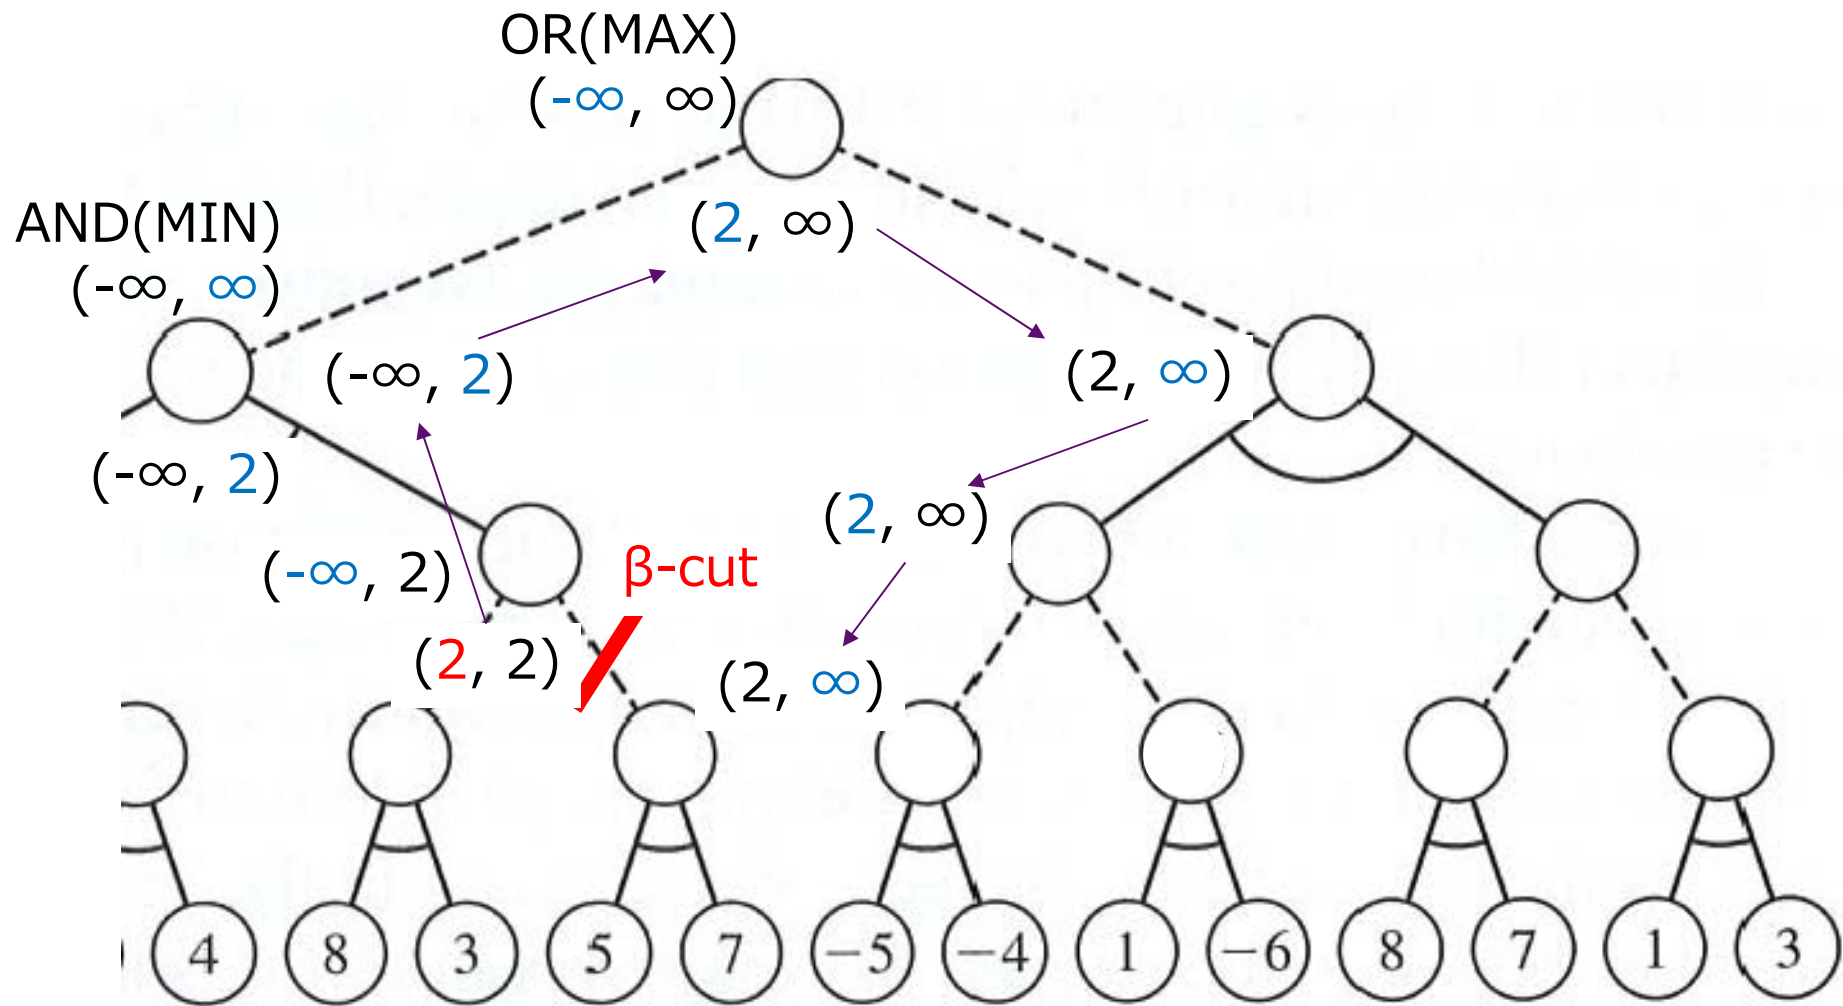 OR(MAX)
(-∞, ∞)
AND(MIN)
(-∞, ∞)
(2, ∞)
(-∞, 2)
(2, ∞)
(-∞, 2)
(2, ∞)
(-∞, 2)
β-cut
(2, 2)
(2, ∞)
4 8 3 5 7 −5 −4 1 −6 8 7 1 3